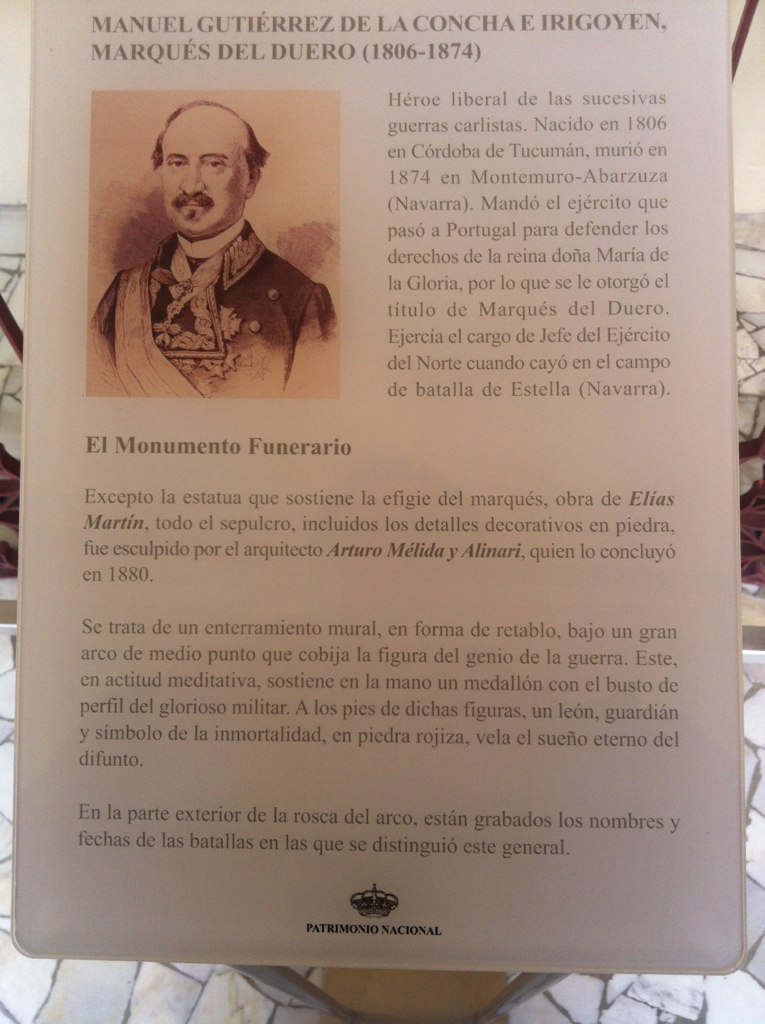 MANUEL GUTIÉRREZ DE LA CONCHA E IRIGOYEN,
MARQUÉS DEL DUERO (1806-1874)
Héroe liberal de las sucesivas
guerras carlistas. Nacido en 1806
en Córdoba de Tucumán, murió en
1874 en Montemuro-Abarzuza
(Navarra). Mandó el ejército que
pasó a Portugal para defender los
derechos de la reina doña María de
la Gloria, por lo que se le otorgó el
título de Marqués del Duero.
Ejercía el cargo de Jefe del Ejército
del Norte cuando cayó en el campo
de batalla de Estella (Navarra).
El Monumento Funerario
Excepto la estatua que sostiene la efigie del marqués, obra de Elías
Martín, todo el sepulcro, incluidos los detalles decorativos en piedra,
fue esculpido por el arquitecto Arturo Mélida y Alinari, quien lo concluyó
en 1880.
Se trata de un enterramiento mural, en forma de retablo, bajo un gran
arco de medio punto que cobija la figura del genio de la guerra. Este,
en actitud meditativa, sostiene en la mano un medallón con el busto de
perfil del glorioso militar. A los pies de dichas figuras, un león, guardián
y símbolo de la inmortalidad, en piedra rojiza, vela el sueño eterno del
difunto.
En la parte exterior de la rosca del arco, están grabados los nombres y
fechas de las batallas en las que se distinguió este general.
PATRIMONIO NACIONAL